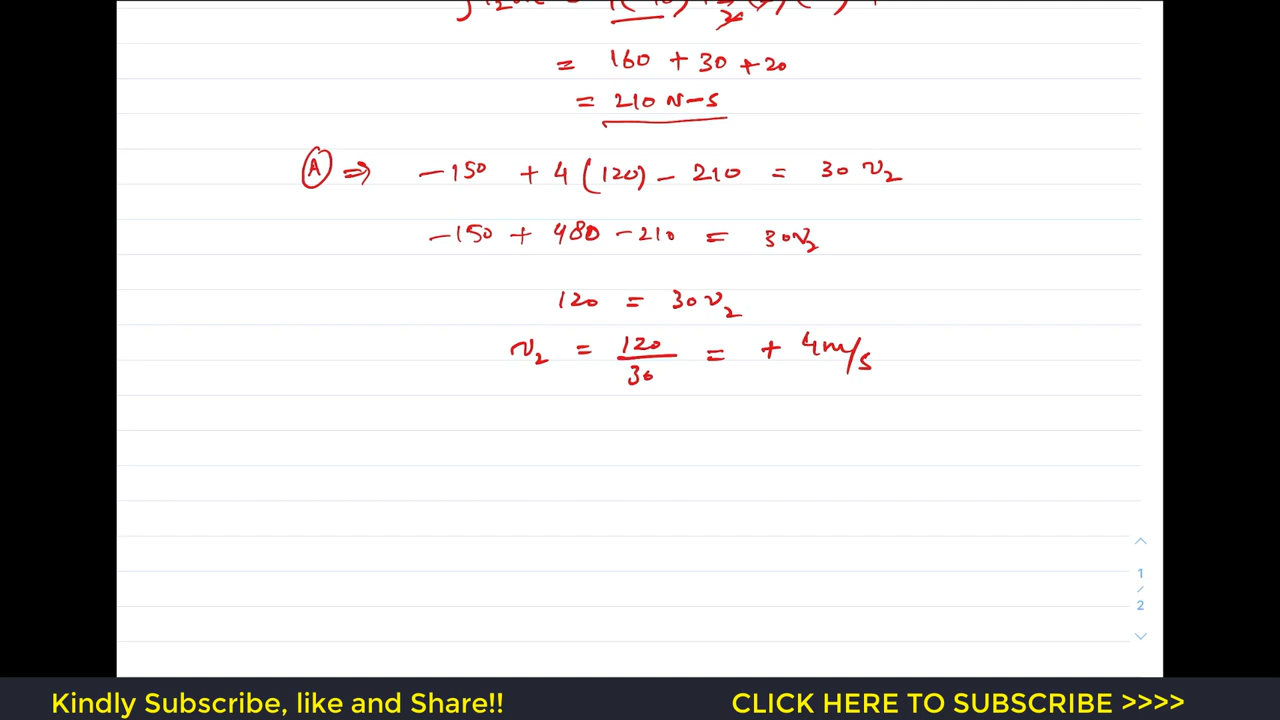 = 160 + 30 + 20
= 210 N-S
Ⓐ ⇒ -150 + 4(120) - 210 = 30 v₂
-150 + 480 - 210 = 30v₂
120 = 30 v₂
v₂ = 120/30 = + 4m/s
1
/
2
Kindly Subscribe, like and Share!!
CLICK HERE TO SUBSCRIBE >>>>